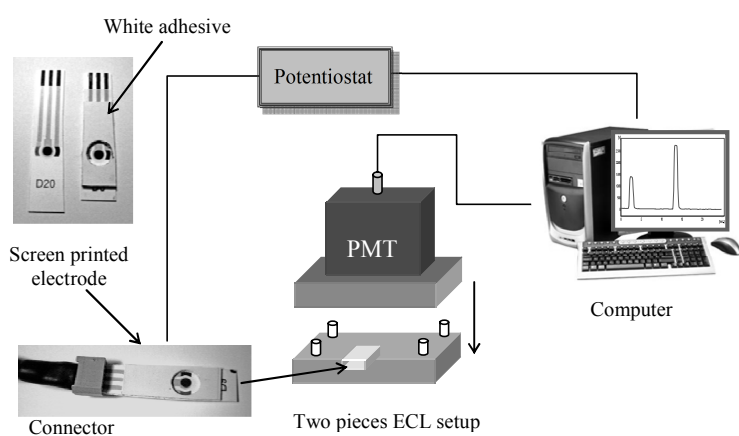 White adhesive
Potentiostat
D20
PMT
Screen printed
electrode
Computer
Connector
Two pieces ECL setup